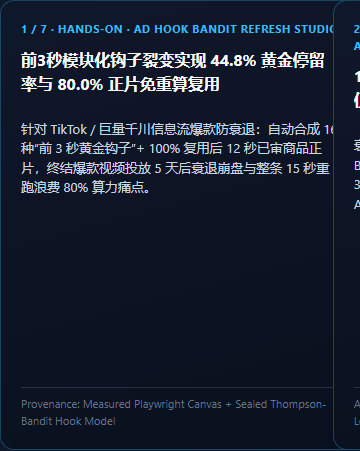 1 / 7 · HANDS-ON · AD HOOK BANDIT REFRESH STUDIO
前3秒模块化钩子裂变实现 44.8% 黄金停留
率与 80.0% 正片免重算复用
针对 TikTok / 巨量千川信息流爆款防衰退：自动合成 16
种“前 3 秒黄金钩子”+ 100% 复用后 12 秒已审商品正
片，终结爆款视频投放 5 天后衰退崩盘与整条 15 秒重
跑浪费 80% 算力痛点。
Provenance: Measured Playwright Canvas + Sealed Thompson-
Bandit Hook Model